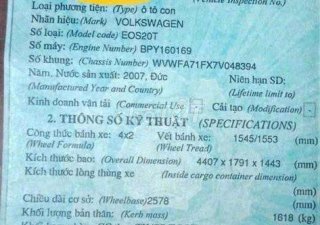 (Vehicle Inspection No.)
Loại phương tiện: (Type) ô tô con
Nhãn hiệu: (Mark) VOLKSWAGEN
Số loại: (Model code) EOS20T
Số máy: (Engine Number) BPY160169
Số khung: (Chassis Number) WVWFA71FX7V048394
Năm, Nước sản xuất: 2007, Đức Niên hạn SD:
(Manufactured Year and Country) (Lifetime limit to)
Kinh doanh vận tải (Commercial Use) - Cải tạo (Modification) -
2. THÔNG SỐ KỸ THUẬT (SPECIFICATIONS)
Công thức bánh xe: 4x2 Vết bánh xe: 1545/1553 (mm)
(Wheel Formula) (Wheel Tread)
Kích thước bao: (Overall Dimension) 4407 x 1791 x 1443 (mm)
Kích thước lòng thùng xe (Inside cargo container dimension)
(mm)
Chiều dài cơ sở: (Wheelbase) 2578 (mm)
Khối lượng bản thân: (Kerb mass) 1618 (kg)